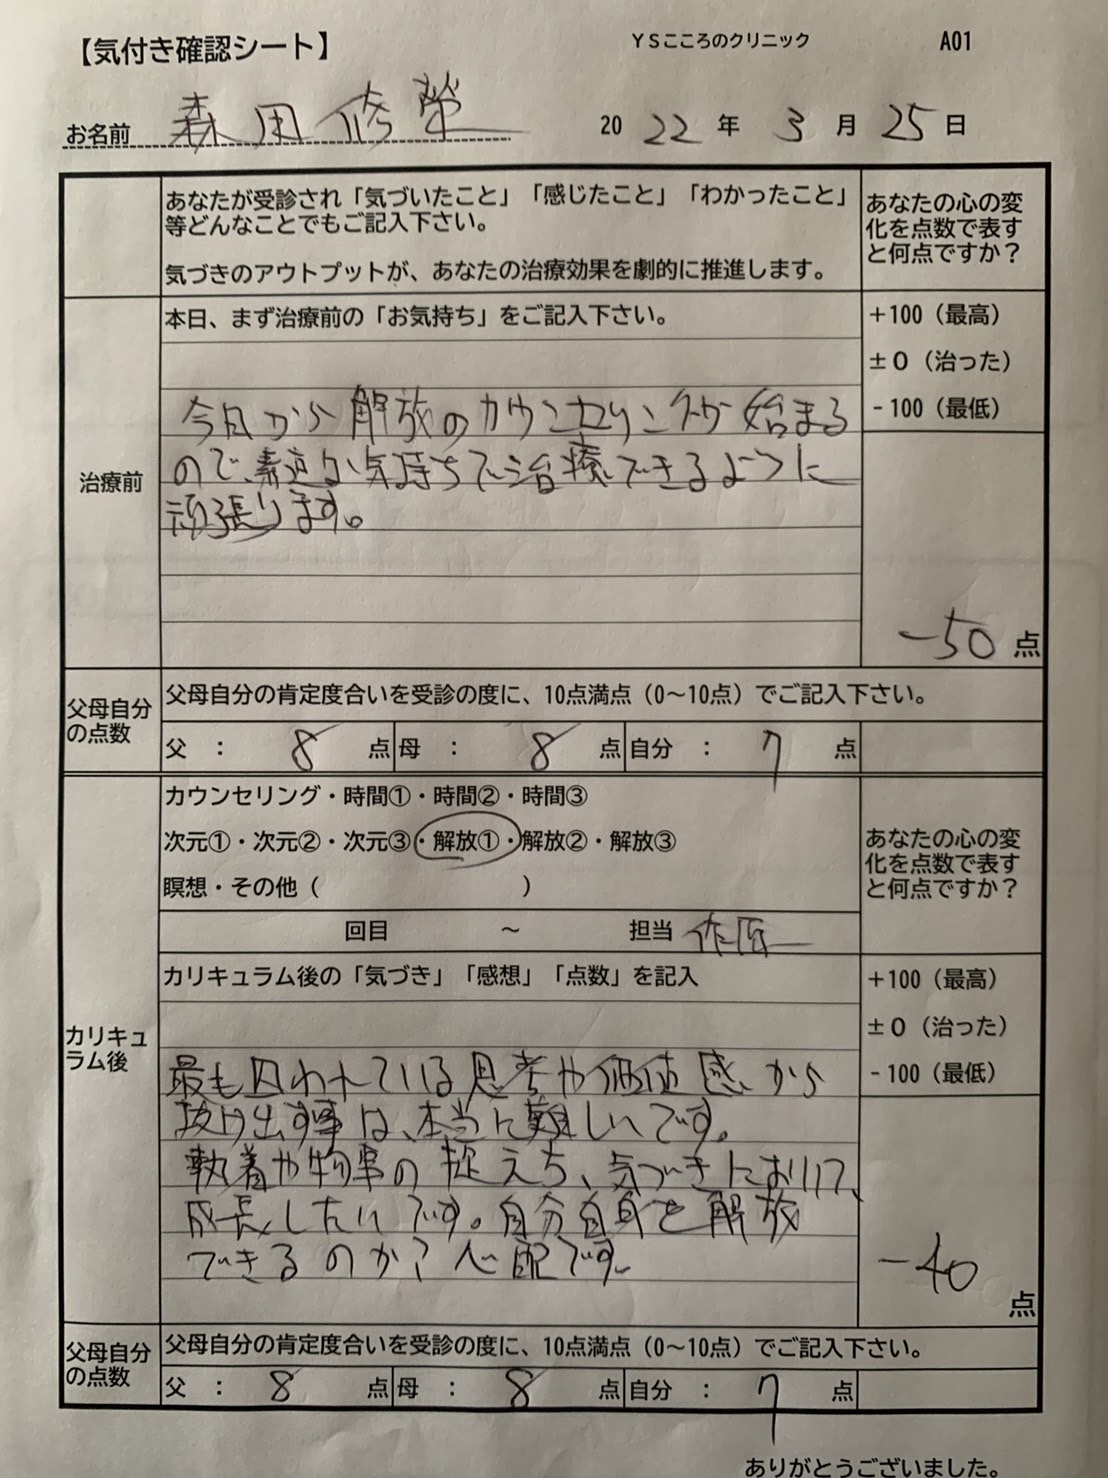 【気付き確認シート】 YSこころのクリニック A01
お名前 森田修 2022年3月25日
あなたが受診され「気づいたこと」「感じたこと」「わかったこと」
等どんなことでもご記入下さい。
気づきのアウトプットが、あなたの治療効果を劇的に推進します。
あなたの心の変
化を点数で表す
と何点ですか？
治療前
本日、まず治療前の「お気持ち」をご記入下さい。
今日から解放のカウンセリングが始まる
ので、素直な気持ちで治療できるように
頑張ります。
+100（最高）
±0（治った）
-100（最低）
-50点
父母自分
の点数
父母自分の肯定度合いを受診の度に、10点満点（0〜10点）でご記入下さい。
父：8点 母：8点 自分：7点
カリキュ
ラム後
カウンセリング・時間①・時間②・時間③
次元①・次元②・次元③・解放①・解放②・解放③
瞑想・その他（ ）
回目 〜 担当
あなたの心の変
化を点数で表す
と何点ですか？
カリキュラム後の「気づき」「感想」「点数」を記入
最も囚われている思考や価値感から
抜け出す事は、本当に難しいです。
執着や物事の捉え方、気づきにおいて、
成長したいです。自分自身を解放
できるのか？心配です。
+100（最高）
±0（治った）
-100（最低）
-40点
父母自分
の点数
父母自分の肯定度合いを受診の度に、10点満点（0〜10点）でご記入下さい。
父：8点 母：8点 自分：7点
ありがとうございました。